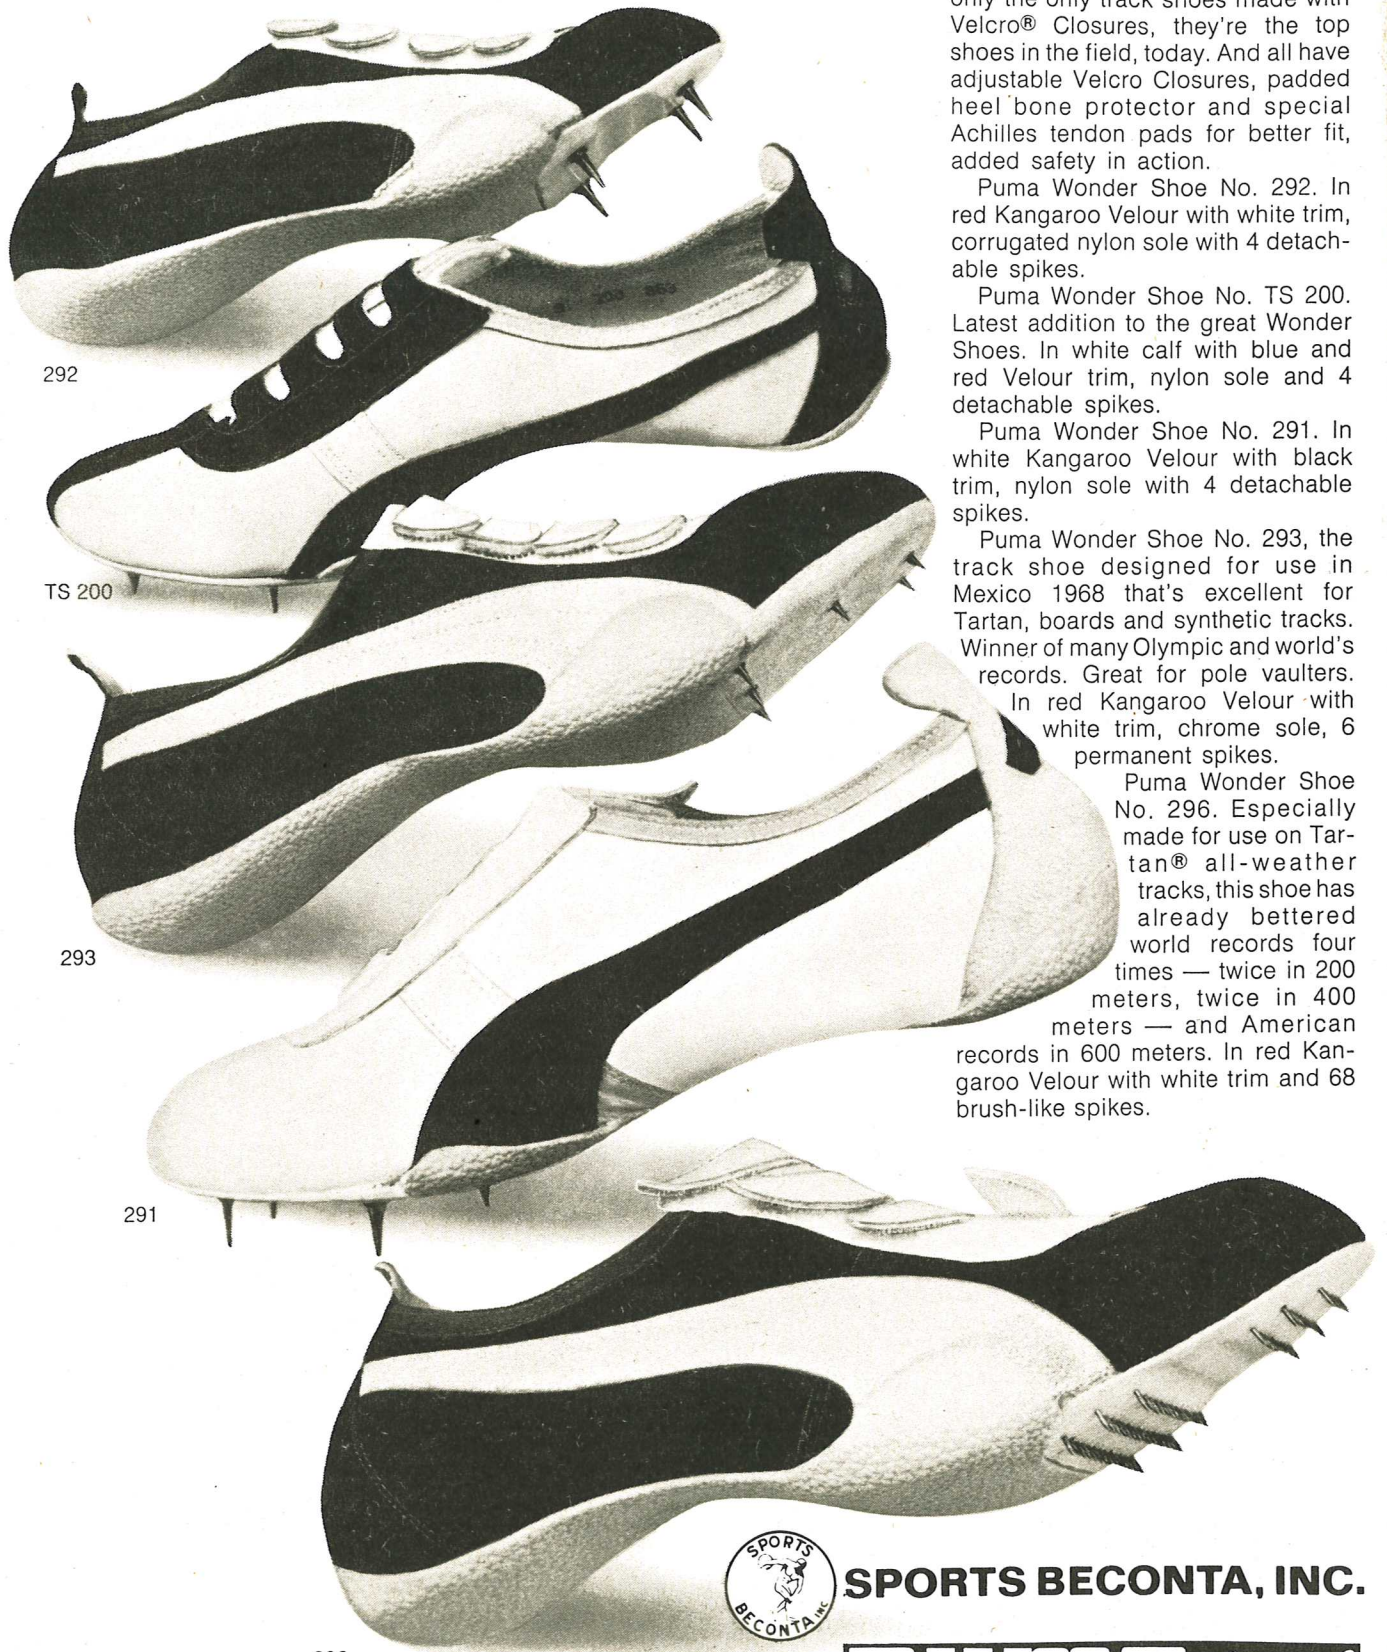 only the only track shoes made with
Velcro® Closures, they're the top
shoes in the field, today. And all have
adjustable Velcro Closures, padded
heel bone protector and special
Achilles tendon pads for better fit,
added safety in action.
Puma Wonder Shoe No. 292. In
red Kangaroo Velour with white trim,
corrugated nylon sole with 4 detach-
able spikes.
Puma Wonder Shoe No. TS 200.
Latest addition to the great Wonder
Shoes. In white calf with blue and
red Velour trim, nylon sole and 4
detachable spikes.
Puma Wonder Shoe No. 291. In
white Kangaroo Velour with black
trim, nylon sole with 4 detachable
spikes.
Puma Wonder Shoe No. 293, the
track shoe designed for use in
Mexico 1968 that's excellent for
Tartan, boards and synthetic tracks.
Winner of many Olympic and world's
records. Great for pole vaulters.
In red Kangaroo Velour with
white trim, chrome sole, 6
permanent spikes.
Puma Wonder Shoe
No. 296. Especially
made for use on Tar-
tan® all-weather
tracks, this shoe has
already bettered
world records four
times — twice in 200
meters, twice in 400
meters — and American
records in 600 meters. In red Kan-
garoo Velour with white trim and 68
brush-like spikes.
292
TS 200
293
291
SPORTS
BECONTA INC
SPORTS BECONTA, INC.